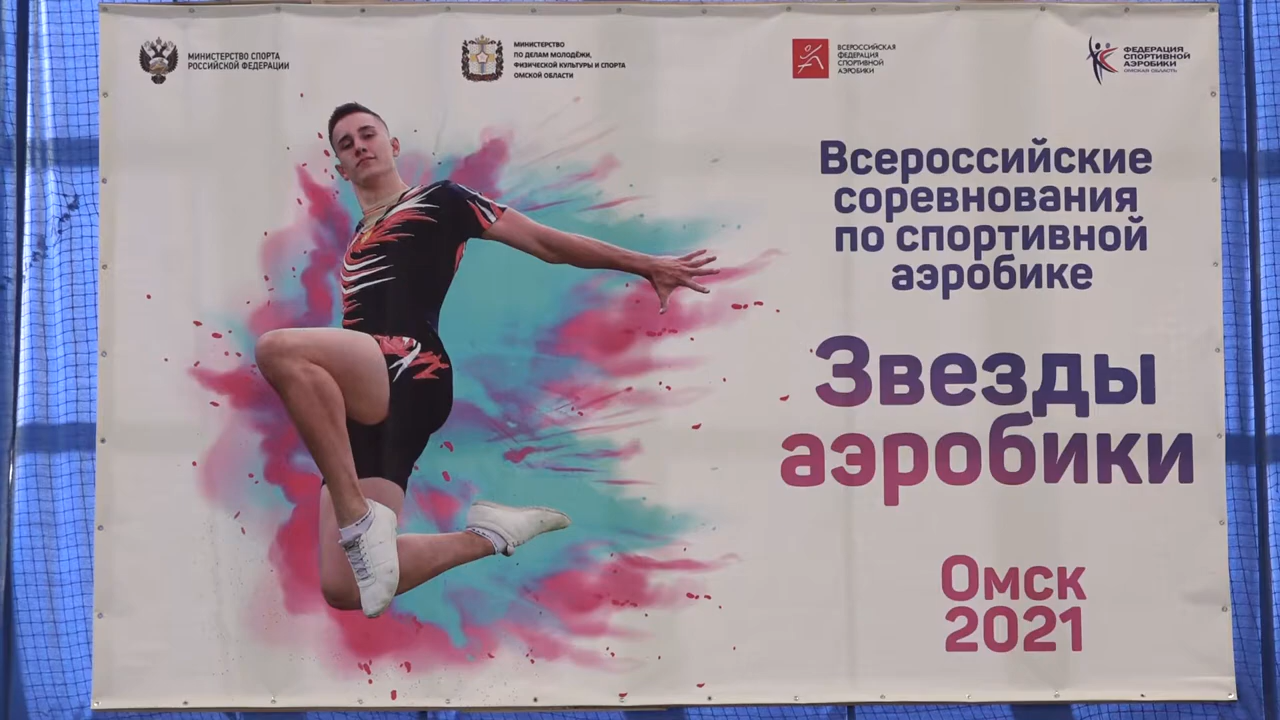 МИНИСТЕРСТВО СПОРТА
РОССИЙСКОЙ ФЕДЕРАЦИИ
МИНИСТЕРСТВО
ПО ДЕЛАМ МОЛОДЁЖИ,
ФИЗИЧЕСКОЙ КУЛЬТУРЫ И СПОРТА
ОМСКОЙ ОБЛАСТИ
ВСЕРОССИЙСКАЯ
ФЕДЕРАЦИЯ
СПОРТИВНОЙ
АЭРОБИКИ
ФЕДЕРАЦИЯ
СПОРТИВНОЙ
АЭРОБИКИ
ОМСКАЯ ОБЛАСТЬ
Всероссийские
соревнования
по спортивной
аэробике
Звезды
аэробики
Омск
2021